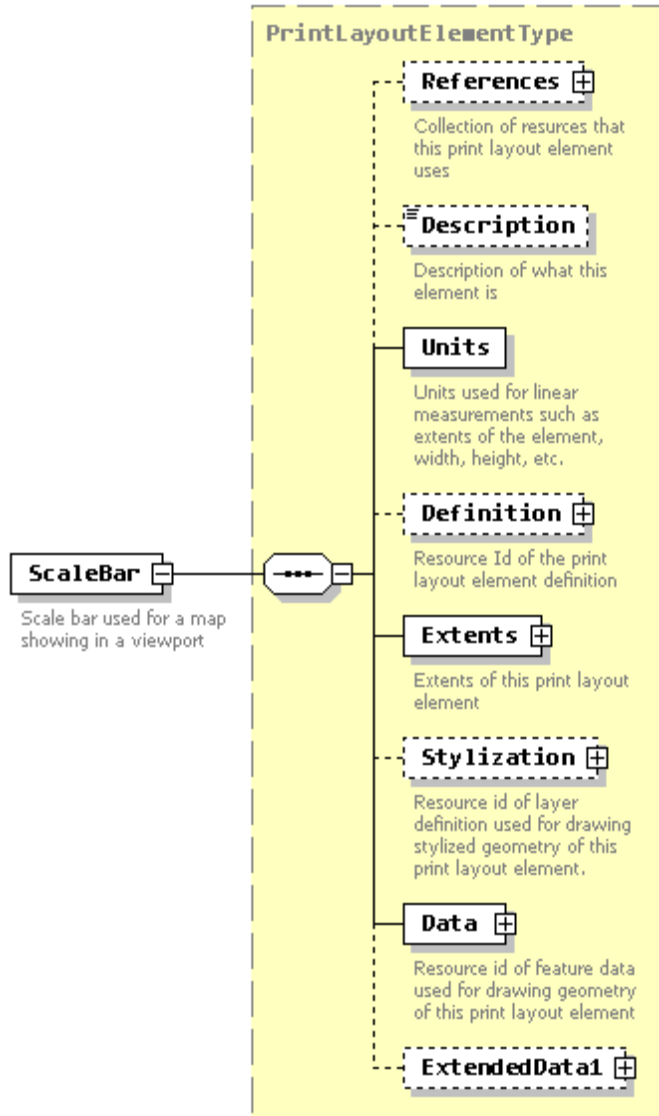 PrintLayoutElementType
References
Collection of resurces that
this print layout element
uses
Description
Description of what this
element is
Units
Units used for linear
measurements such as
extents of the element,
width, height, etc.
Definition
Resource Id of the print
layout element definition
ScaleBar
Scale bar used for a map
showing in a viewport
Extents
Extents of this print layout
element
Stylization
Resource id of layer
definition used for drawing
stylized geometry of this
print layout element.
Data
Resource id of feature data
used for drawing geometry
of this print layout element
ExtendedData1